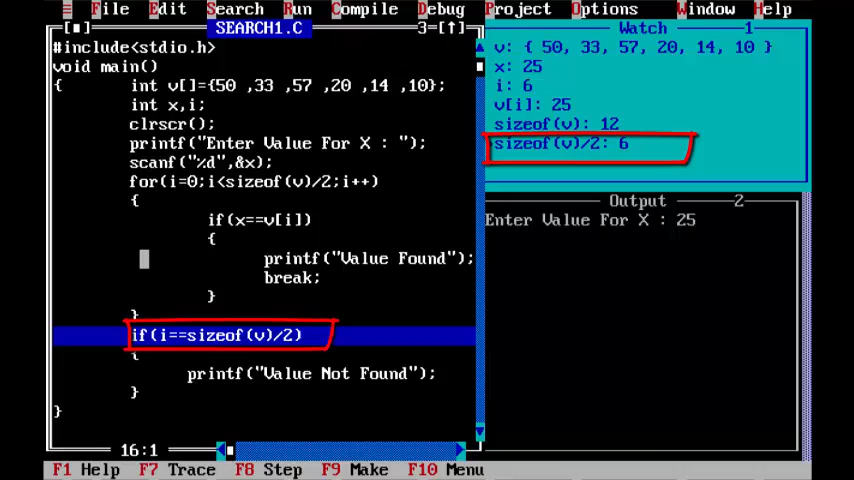 ≡ File Edit Search Run Compile Debug Project Options Window Help
[■] SEARCH1.C 3=[↑]
#include<stdio.h>
void main()
{ int v[]={50 ,33 ,57 ,20 ,14 ,10};
int x,i;
clrscr();
printf("Enter Value For X : ");
scanf("%d",&x);
for(i=0;i<sizeof(v)/2;i++)
{
if(x==v[i])
{
printf("Value Found");
break;
}
}
if(i==sizeof(v)/2)
{
printf("Value Not Found");
}
}
16:1
Watch 1
v: { 50, 33, 57, 20, 14, 10 }
x: 25
i: 6
v[i]: 25
sizeof(v): 12
sizeof(v)/2: 6
Output 2
Enter Value For X : 25
F1 Help F7 Trace F8 Step F9 Make F10 Menu